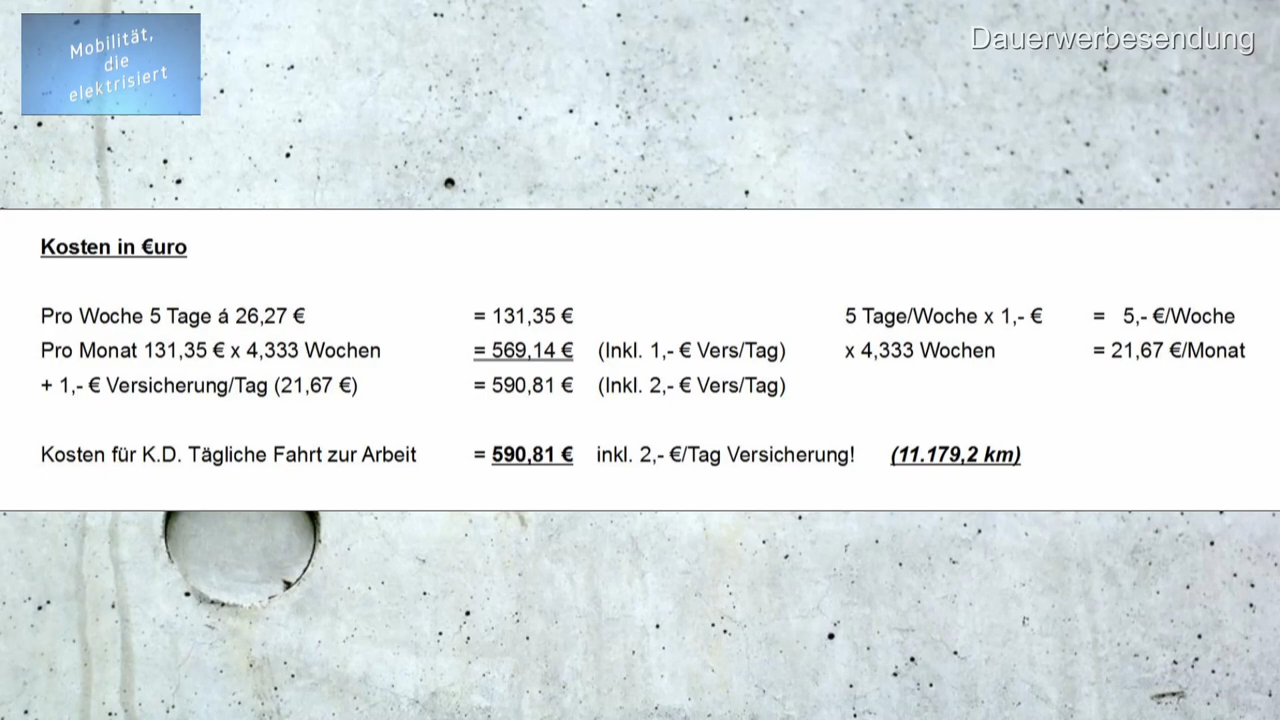 Mobilität,
die
elektrisiert
Dauerwerbesendung
Kosten in €uro
Pro Woche 5 Tage á 26,27 € = 131,35 € 5 Tage/Woche x 1,- € = 5,- €/Woche
Pro Monat 131,35 € x 4,333 Wochen = 569,14 € (Inkl. 1,- € Vers/Tag) x 4,333 Wochen = 21,67 €/Monat
+ 1,- € Versicherung/Tag (21,67 €) = 590,81 € (Inkl. 2,- € Vers/Tag)
Kosten für K.D. Tägliche Fahrt zur Arbeit = 590,81 € inkl. 2,- €/Tag Versicherung! (11.179,2 km)